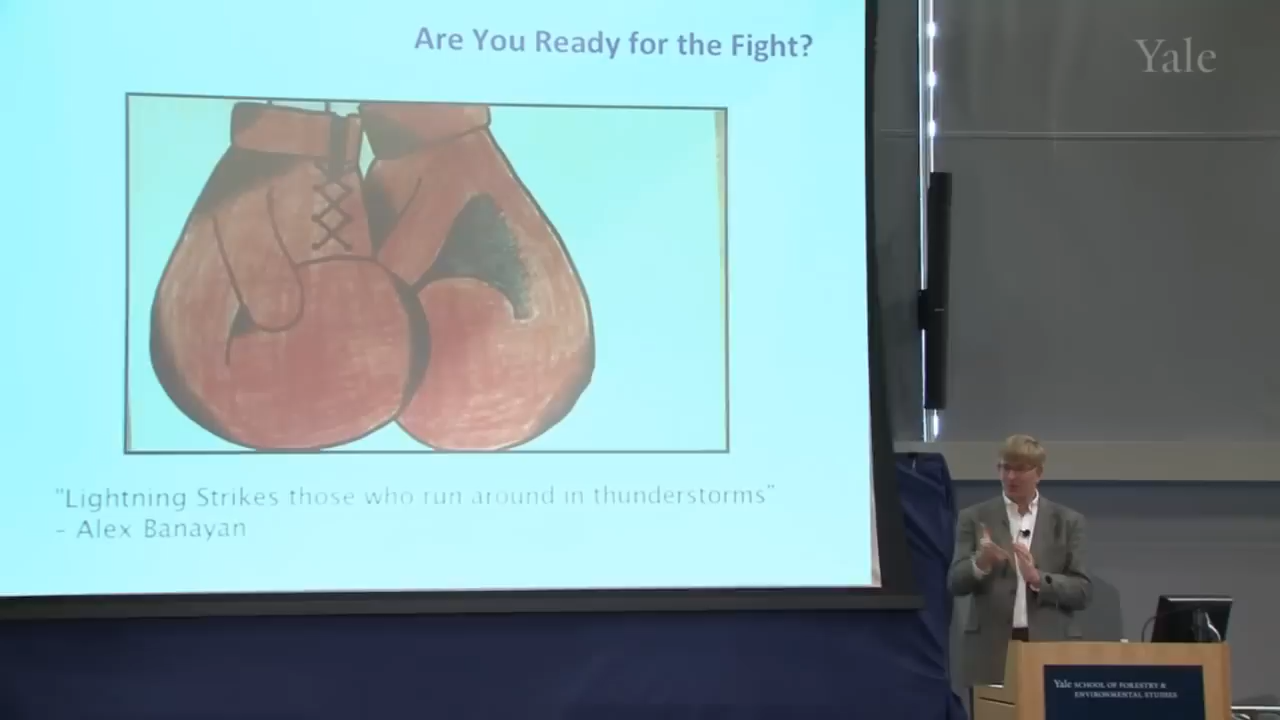 Are You Ready for the Fight?
Yale
"Lightning Strikes those who run around in thunderstorms"
- Alex Banayan
Yale SCHOOL OF FORESTRY &
ENVIRONMENTAL STUDIES